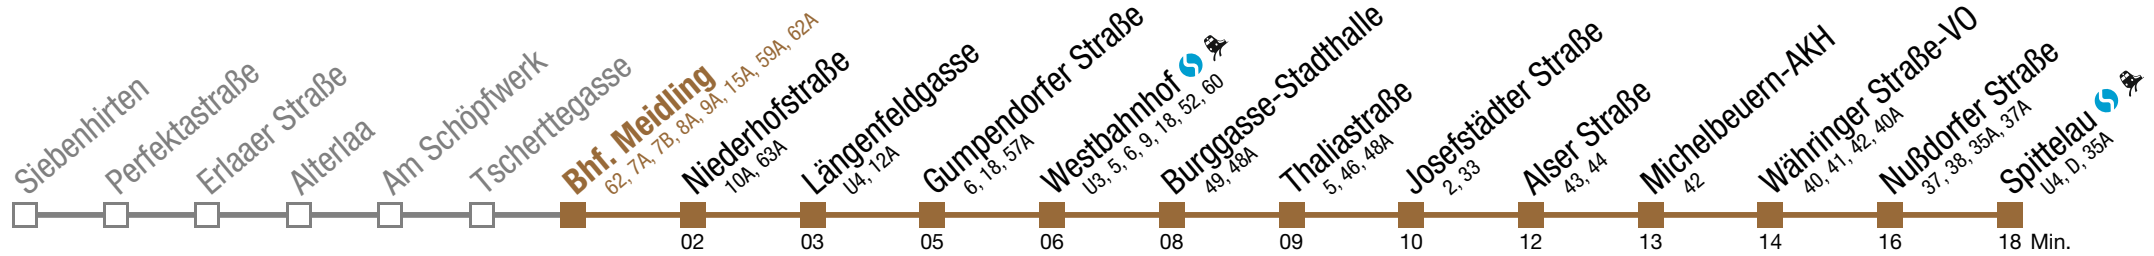 Siebenhirten
Perfektastraße
Erlaaer Straße
Alterlaa
Am Schöpfwerk
Tscherttegasse
Bhf. Meidling
62, 7A, 7B, 8A, 9A, 15A, 59A, 62A
Niederhofstraße
10A, 63A
Längenfeldgasse
U4, 12A
Gumpendorfer Straße
6, 18, 57A
Westbahnhof
U3, 5, 6, 9, 18, 52, 60
Burggasse-Stadthalle
49, 48A
Thaliastraße
5, 46, 48A
Josefstädter Straße
2, 33
Alser Straße
43, 44
Michelbeuern-AKH
42
Währinger Straße-VO
40, 41, 42, 40A
Nußdorfer Straße
37, 38, 35A, 37A
Spittelau
U4, D, 35A
02 03 05 06 08 09 10 12 13 14 16 18 Min.